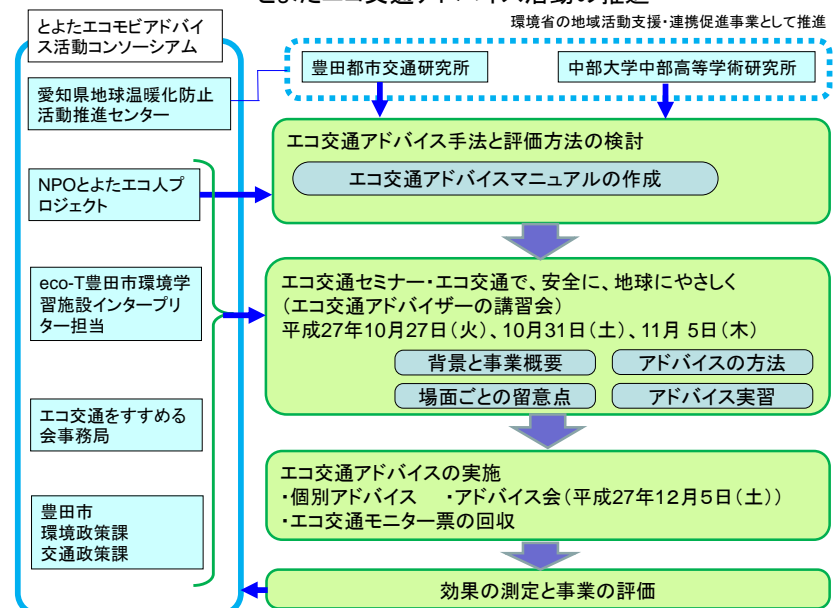 とよたエコ交通アドバイス活動の推進
環境省の地域活動支援・連携促進事業として推進
とよたエコモビアドバイ
ス活動コンソーシアム
愛知県地球温暖化防止
活動推進センター
NPOとよたエコ人プ
ロジェクト
eco-T豊田市環境学
習施設インタープリ
ター担当
エコ交通をすすめる
会事務局
豊田市
環境政策課
交通政策課
豊田都市交通研究所
中部大学中部高等学術研究所
エコ交通アドバイス手法と評価方法の検討
エコ交通アドバイスマニュアルの作成
エコ交通セミナー・エコ交通で、安全に、地球にやさしく
（エコ交通アドバイザーの講習会）
平成27年10月27日（火）、10月31日（土）、11月 5日（木）
背景と事業概要
アドバイスの方法
場面ごとの留意点
アドバイス実習
エコ交通アドバイスの実施
・個別アドバイス　・アドバイス会（平成27年12月5日（土））
・エコ交通モニター票の回収
効果の測定と事業の評価